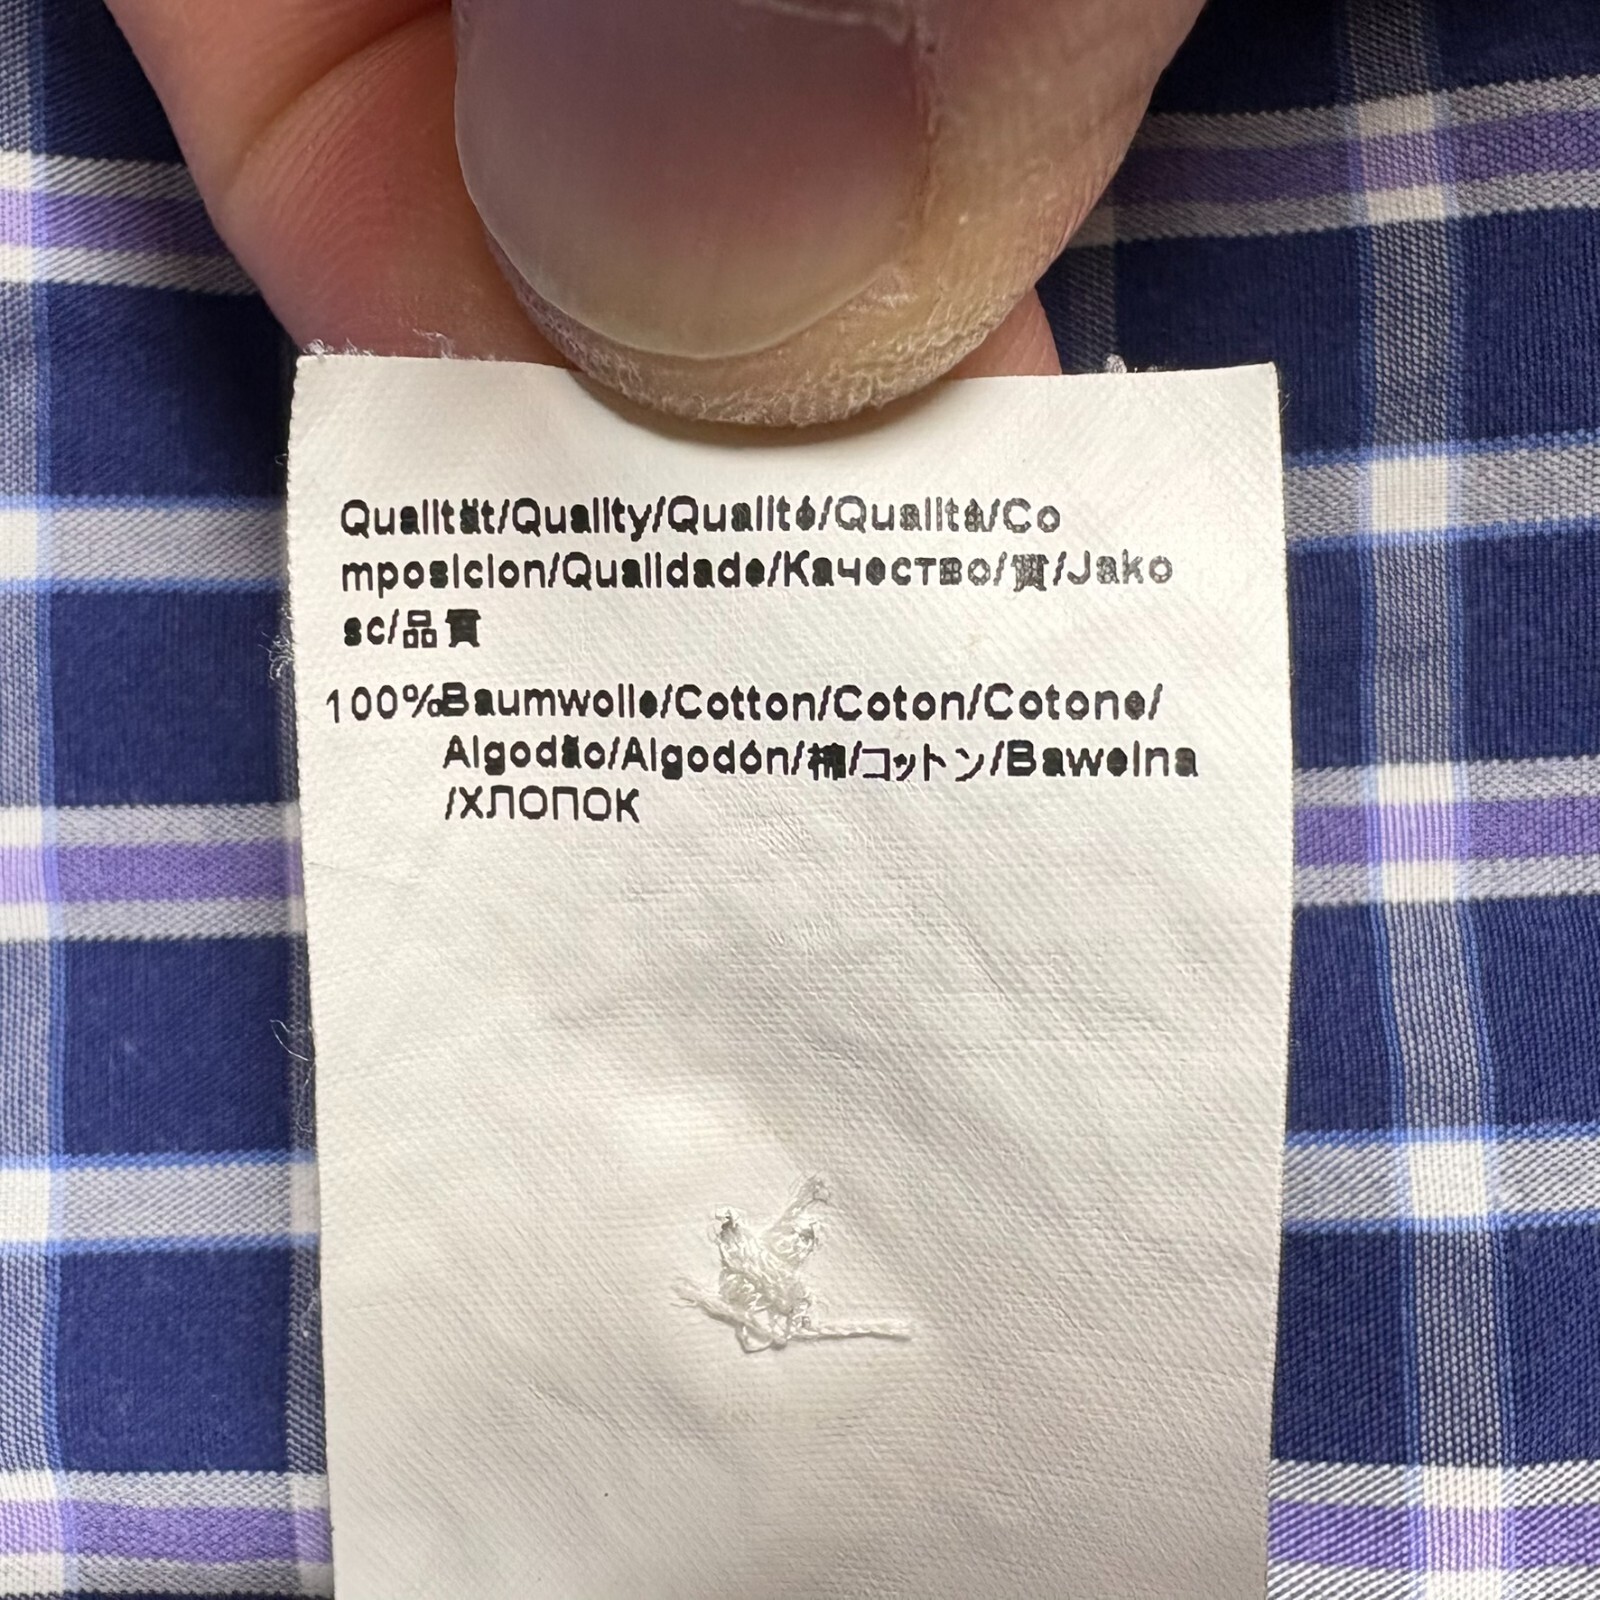 Qualität/Quality/Qualité/Qualità/Co
mposicion/Qualidade/Качество/質/Jako
sc/品質
100%Baumwolle/Cotton/Coton/Cotone/
Algodão/Algodón/棉/コットン/Bawelna
/ХЛОПОК